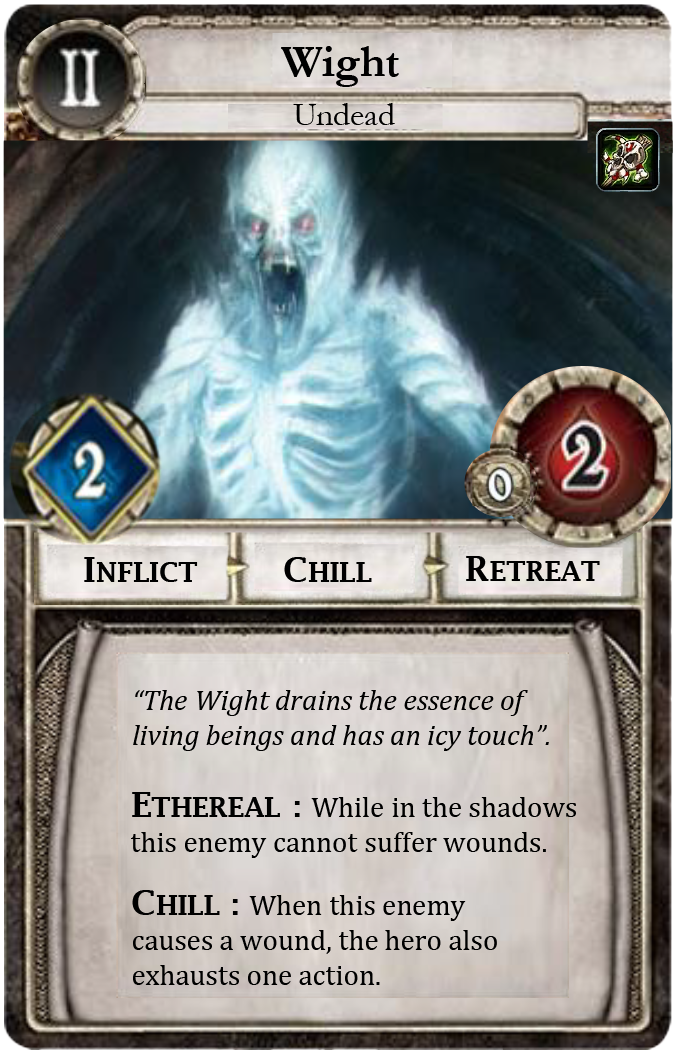 II
Wight
Undead
2
0
2
INFLICT
CHILL
RETREAT
“The Wight drains the essence of
living beings and has an icy touch”.
ETHEREAL : While in the shadows
this enemy cannot suffer wounds.
CHILL : When this enemy
causes a wound, the hero also
exhausts one action.